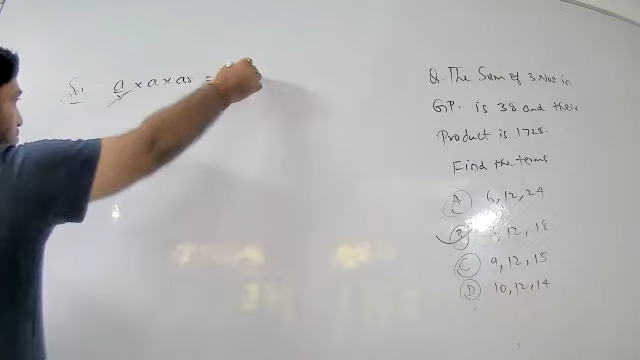 Sol. a/r × a × ar =
Q. The Sum of 3 Nos in
G.P. is 38 and their
Product is 1728.
Find the terms
A 6, 12, 24
B , 12, 18
C 9, 12, 15
D 10, 12, 14